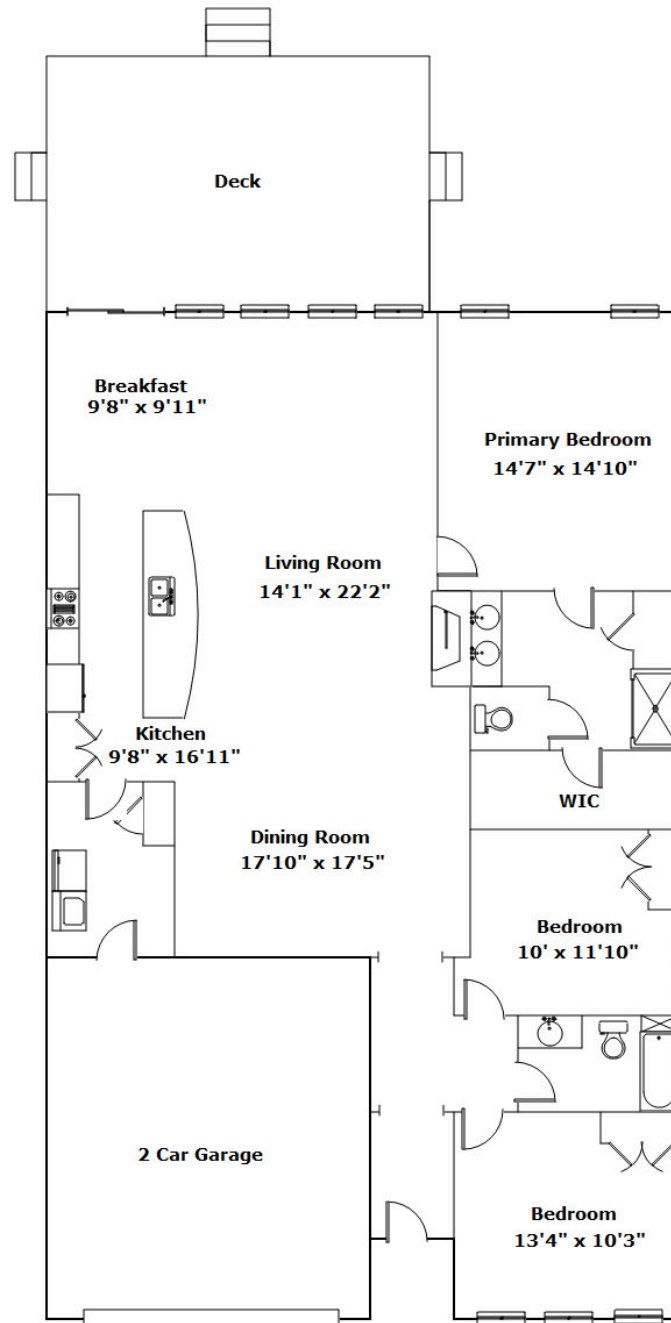 Deck
Breakfast
9'8" x 9'11"
Primary Bedroom
14'7" x 14'10"
Living Room
14'1" x 22'2"
Kitchen
9'8" x 16'11"
WIC
Dining Room
17'10" x 17'5"
Bedroom
10' x 11'10"
2 Car Garage
Bedroom
13'4" x 10'3"